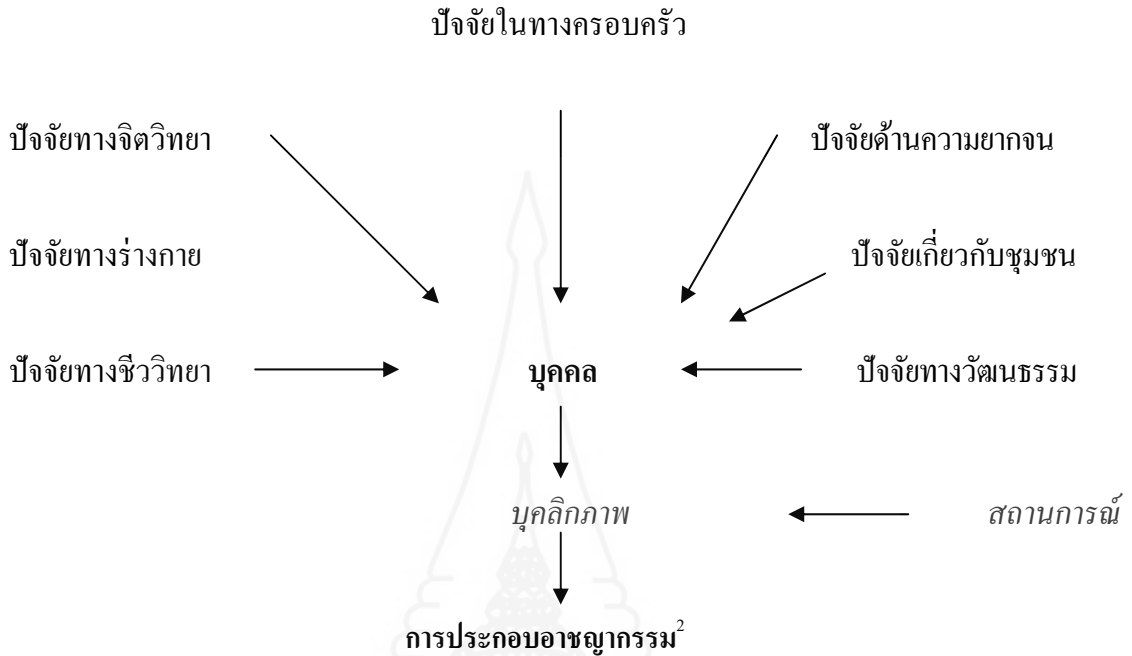 ปัจจัยในทางครอบครัว
ปัจจัยทางจิตวิทยา ปัจจัยด้านความยากจน
ปัจจัยทางร่างกาย ปัจจัยเกี่ยวกับชุมชน
ปัจจัยทางชีววิทยา บุคคล ปัจจัยทางวัฒนธรรม
บุคลิกภาพ สถานการณ์
การประกอบอาชญากรรม²